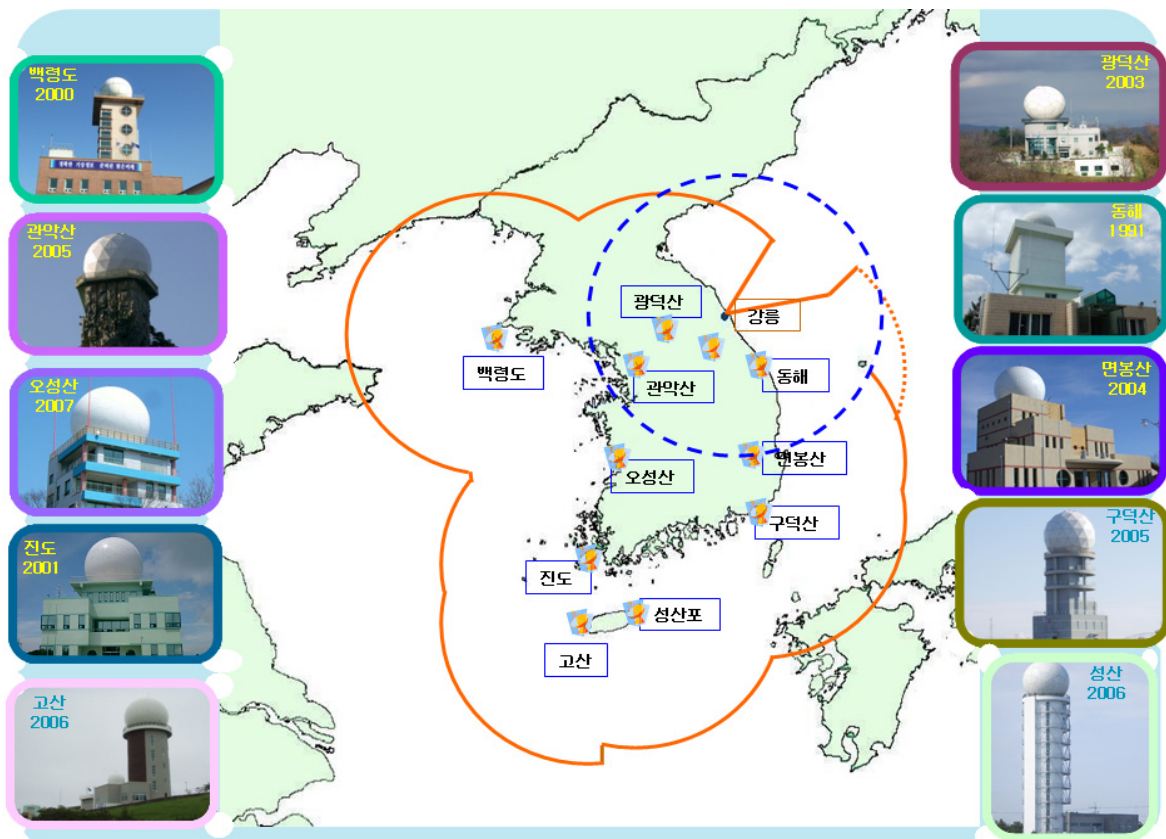 백령도
2000
관악산
2005
오성산
2007
진도
2001
고산
2006
광덕산
강릉
백령도
관악산
동해
오성산
면봉산
구덕산
진도
성산포
고산
광덕산
2003
동해
1991
면봉산
2004
구덕산
2005
성산
2006